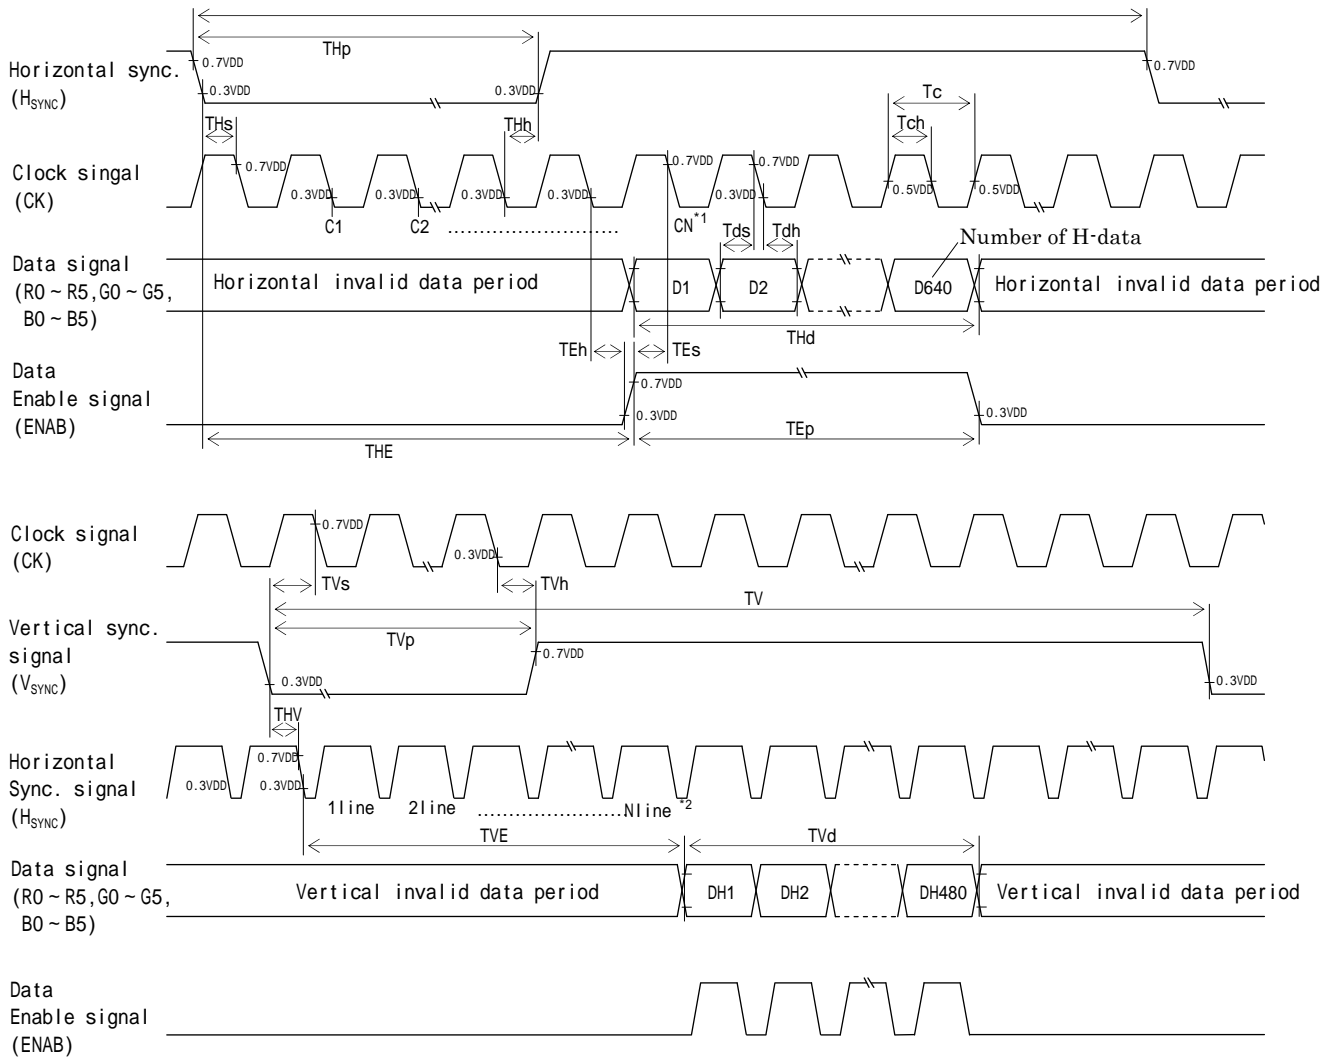 THp
Horizontal sync.
(HSYNC)
0.7VDD
0.3VDD
0.3VDD
0.7VDD
THs
THh
Tc
Tch
Clock singal
(CK)
0.7VDD
0.3VDD
0.3VDD
0.3VDD
0.3VDD
0.7VDD
0.7VDD
0.3VDD
0.5VDD
0.5VDD
C1
C2
........................
CN*1
Tds
Tdh
Number of H-data
Data signal
(R0~R5,G0~G5,
B0~B5)
Horizontal invalid data period
D1
D2
D640
Horizontal invalid data period
THd
TEh
TEs
Data
Enable signal
(ENAB)
0.7VDD
0.3VDD
0.3VDD
THE
TEp
Clock signal
(CK)
0.7VDD
0.3VDD
TVs
TVh
TV
Vertical sync.
signal
(VSYNC)
TVp
0.7VDD
0.3VDD
0.3VDD
THV
Horizontal
Sync. signal
(HSYNC)
0.7VDD
0.3VDD
0.3VDD
1line
2line
........................
Nline *2
TVE
TVd
Data signal
(R0~R5,G0~G5,
B0~B5)
Vertical invalid data period
DH1
DH2
DH480
Vertical invalid data period
Data
Enable signal
(ENAB)